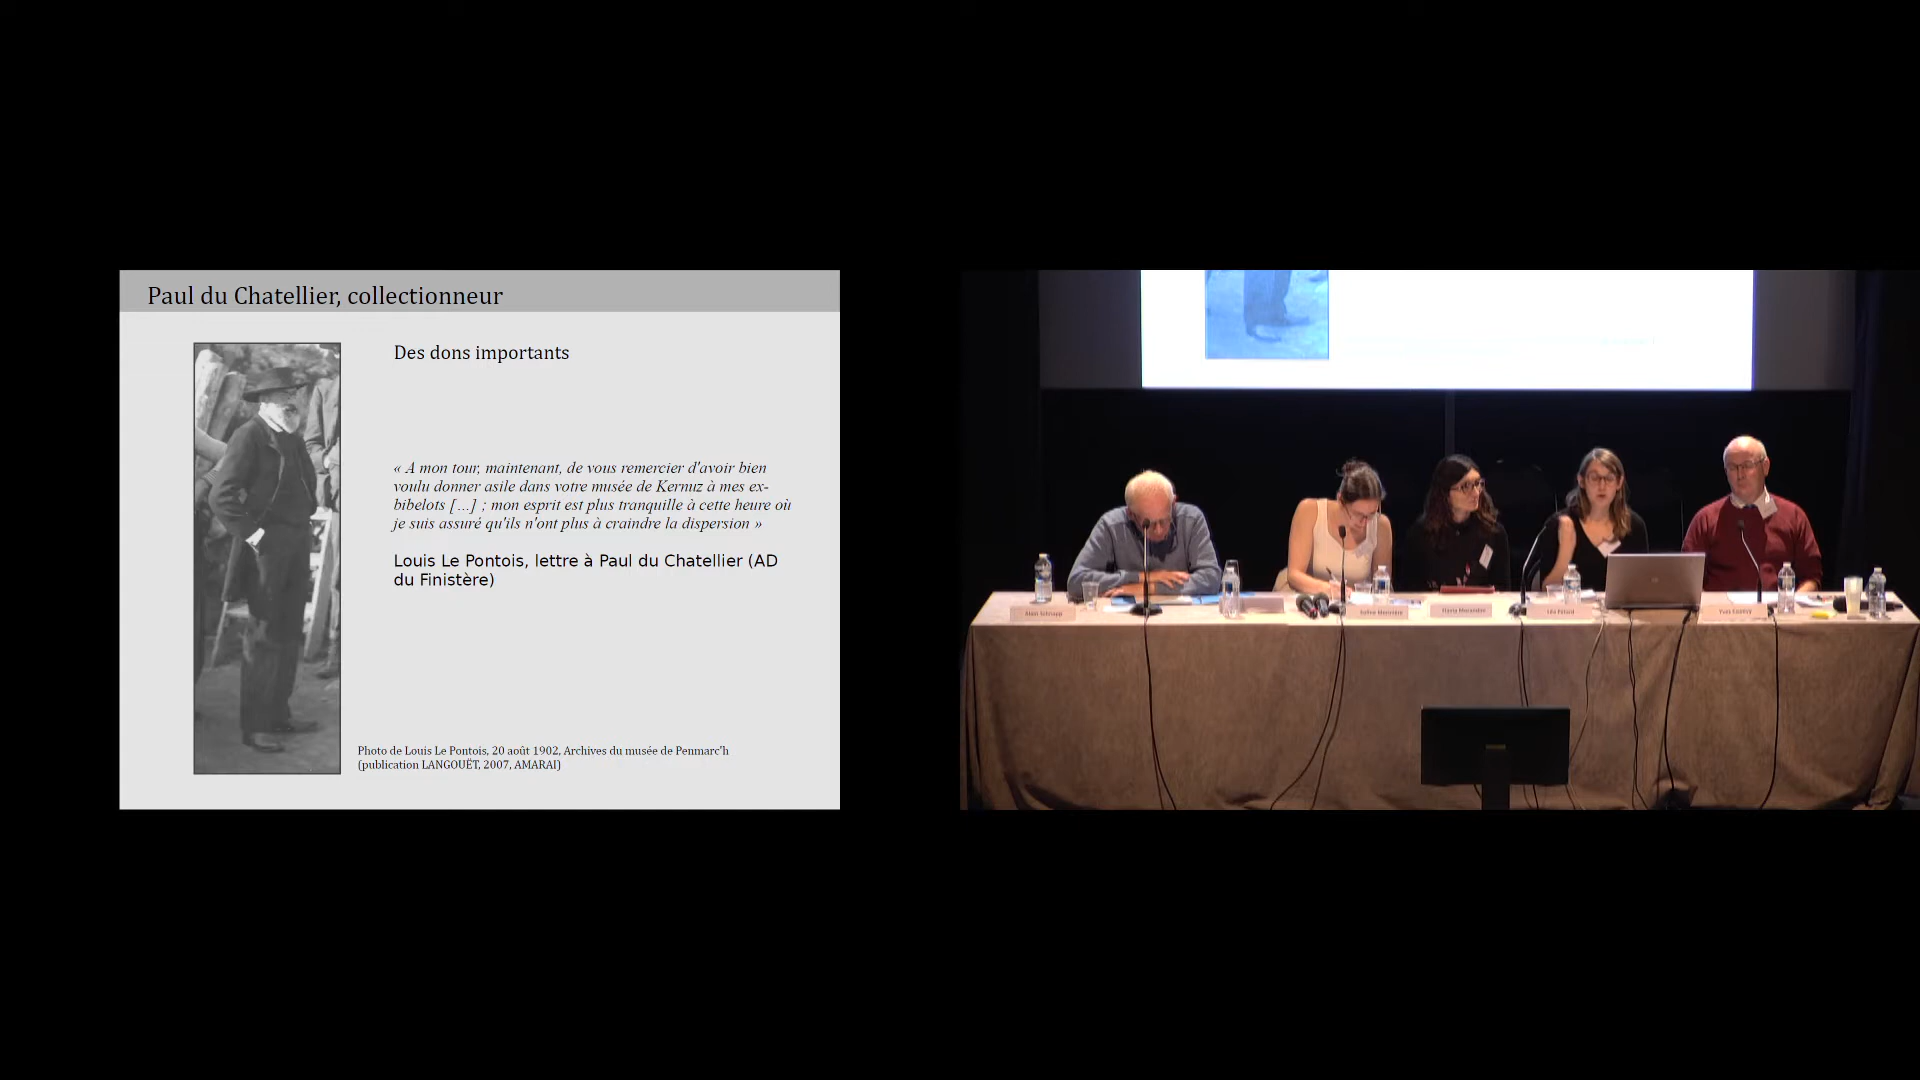 Paul du Chatellier, collectionneur
Des dons importants
« A mon tour, maintenant, de vous remercier d'avoir bien
voulu donner asile dans votre musée de Kernuz à mes ex-
bibelots [...] ; mon esprit est plus tranquille à cette heure où
je suis assuré qu'ils n'ont plus à craindre la dispersion »
Louis Le Pontois, lettre à Paul du Chatellier (AD
du Finistère)
Photo de Louis Le Pontois, 20 août 1902, Archives du musée de Penmarc'h
(publication LANGOUËT, 2007, AMARAI)
Alain Schnapp